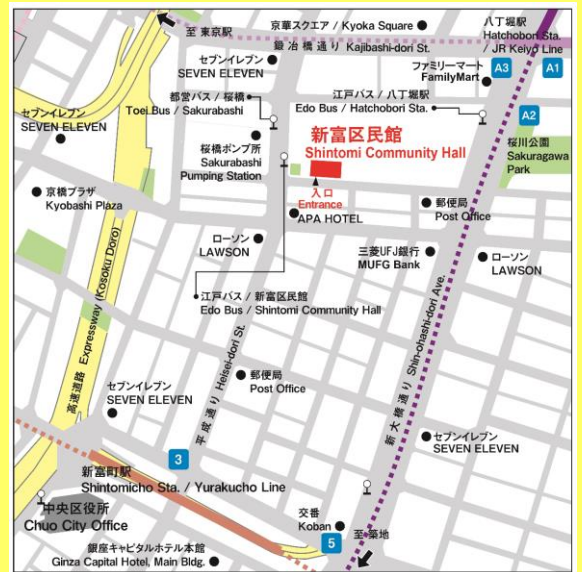 至 東京駅
京華スクエア / Kyoka Square
鍛冶橋通り Kajibashi-dori St.
八丁堀駅
Hatchobori Sta.
/ JR Keiyo Line
セブンイレブン
SEVEN ELEVEN
ファミリーマート
FamilyMart
A3
A1
都営バス / 桜橋
Toei Bus / Sakurabashi
江戸バス / 八丁堀駅
Edo Bus / Hatchobori Sta.
A2
セブンイレブン
SEVEN ELEVEN
桜橋ポンプ所
Sakurabashi
Pumping Station
新富区民館
Shintomi Community Hall
桜川公園
Sakuragawa
Park
京橋プラザ
Kyobashi Plaza
入口
Entrance
APA HOTEL
郵便局
Post Office
ローソン
LAWSON
三菱UFJ銀行
MUFG Bank
ローソン
LAWSON
江戸バス / 新富区民館
Edo Bus / Shintomi Community Hall
高速道路 Expressway (Kosoku Doro)
平成通り Heisei-dori St.
新大橋通り Shin-ohashi-dori Ave.
郵便局
Post Office
セブンイレブン
SEVEN ELEVEN
セブンイレブン
SEVEN ELEVEN
3
新富町駅
Shintomicho Sta. / Yurakucho Line
中央区役所
Chuo City Office
交番
Koban
5
至 築地
銀座キャピタルホテル本館
Ginza Capital Hotel, Main Bldg.